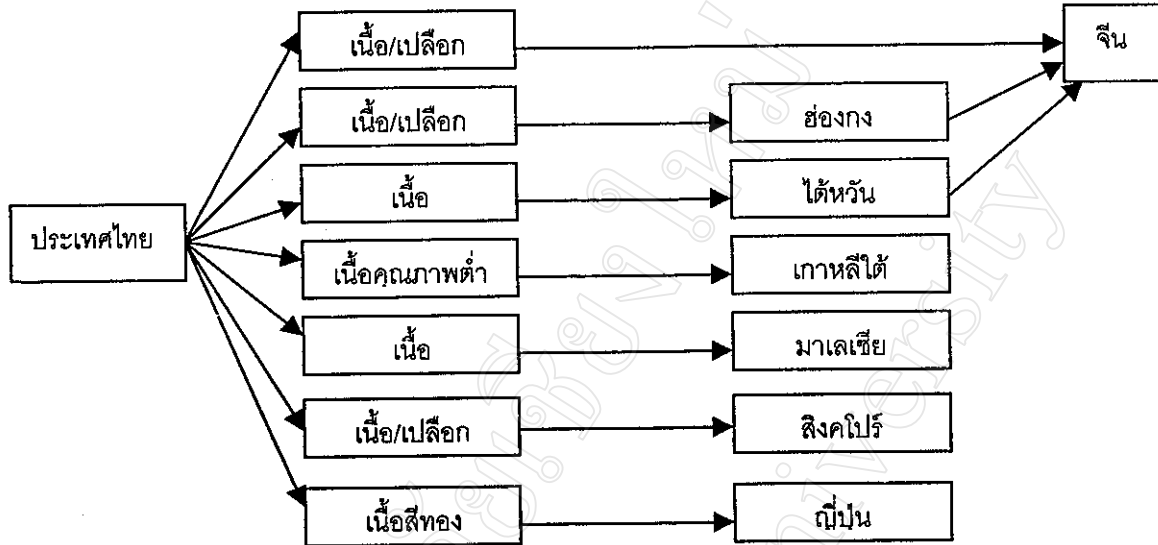 เนื้อ/เปลือก
จีน
เนื้อ/เปลือก
ฮ่องกง
เนื้อ
ไต้หวัน
ประเทศไทย
เนื้อคุณภาพต่ำ
เกาหลีใต้
เนื้อ
มาเลเซีย
เนื้อ/เปลือก
สิงคโปร์
เนื้อสีทอง
ญี่ปุ่น